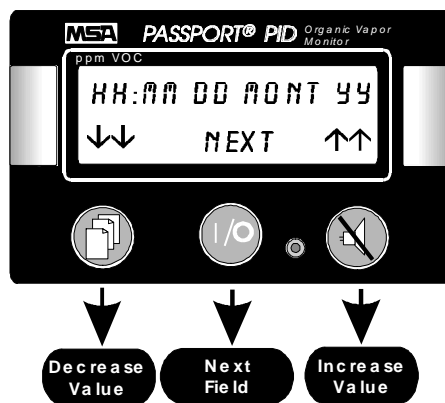 MSA PASSPORT® PID Organic Vapor Monitor
ppm VOC
HH:MM DD MONT YY
↓↓ NEXT ↑↑
I/O
Decrease Value
Next Field
Increase Value